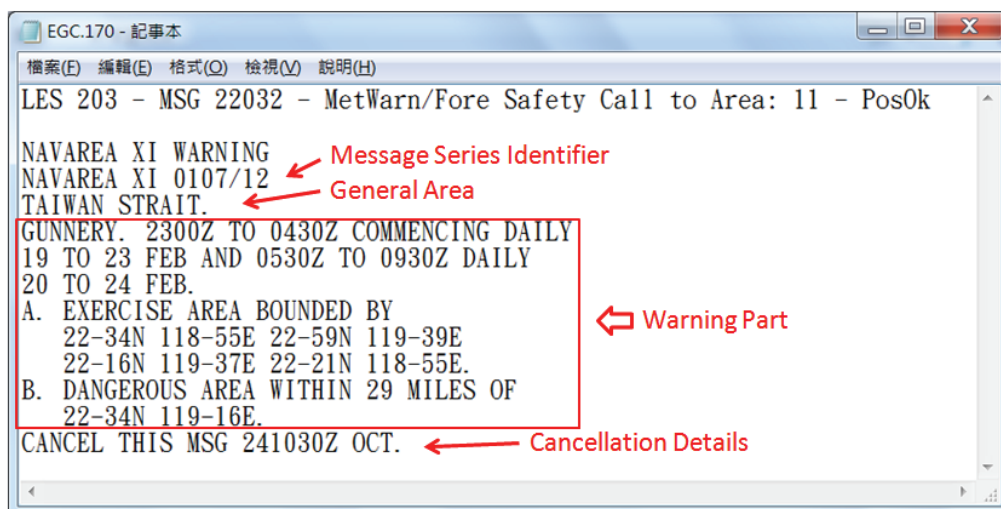 EGC.170 - 記事本
檔案(F) 編輯(E) 格式(O) 檢視(V) 說明(H)
LES 203 - MSG 22032 - MetWarn/Fore Safety Call to Area: 11 - PosOk
NAVAREA XI WARNING
NAVAREA XI 0107/12
Message Series Identifier
TAIWAN STRAIT.
General Area
GUNNERY. 2300Z TO 0430Z COMMENCING DAILY
19 TO 23 FEB AND 0530Z TO 0930Z DAILY
20 TO 24 FEB.
A. EXERCISE AREA BOUNDED BY
22-34N 118-55E 22-59N 119-39E
22-16N 119-37E 22-21N 118-55E.
B. DANGEROUS AREA WITHIN 29 MILES OF
22-34N 119-16E.
Warning Part
CANCEL THIS MSG 241030Z OCT.
Cancellation Details